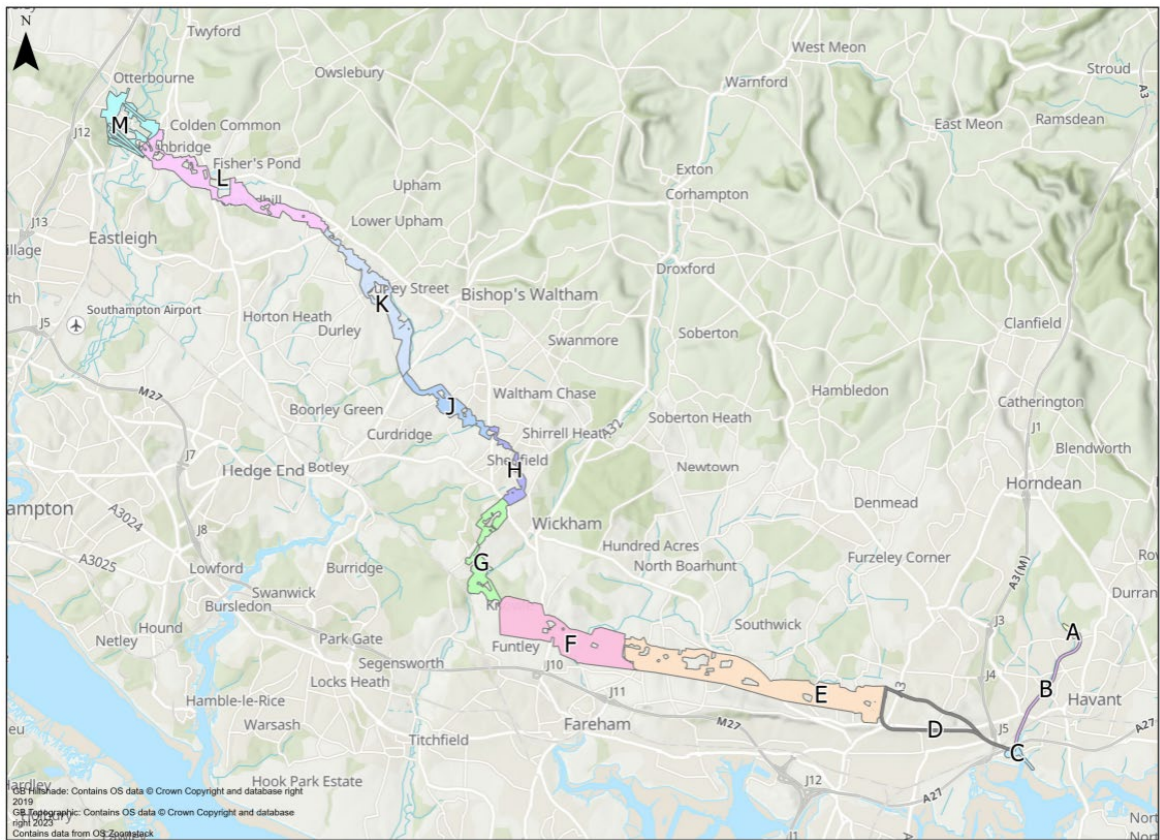 N
Twyford
West Meon
Stroud
Otterbourne
Owslebury
Warnford
A3
Ramsdean
East Meon
M
J12
Colden Common
Fisher's Pond
L
Exton
Upham
Corhampton
J13
Lower Upham
Eastleigh
Droxford
K
Bishop's Waltham
Southampton Airport
J5
Horton Heath
Durley
Soberton
Clanfield
Swanmore
M27
Waltham Chase
Hambledon
Catherington
J
Boorley Green
Soberton Heath
J1
Curdridge
A32
Blendworth
J7
Hedge End
Botley
H
Newtown
Horndean
A3024
Denmead
J8
Wickham
A3025
Hundred Acres
Furzeley Corner
Lowford
Burridge
G
North Boarhunt
A3(M)
Swanwick
Bursledon
Durran
Netley
Hound
Park Gate
Funtley
F
Southwick
J3
A
Segensworth
J10
J4
Locks Heath
B
Hamble-le-Rice
J11
E
Havant
Warsash
Titchfield
Fareham
M27
D
J5
A27
C
Hook Park Estate
J12
A27
J1
A
GB Hillshade: Contains OS data © Crown Copyright and database right
2019
GB Topographic: Contains OS data © Crown Copyright and database
right 2023
Contains data from OS Zoomstack